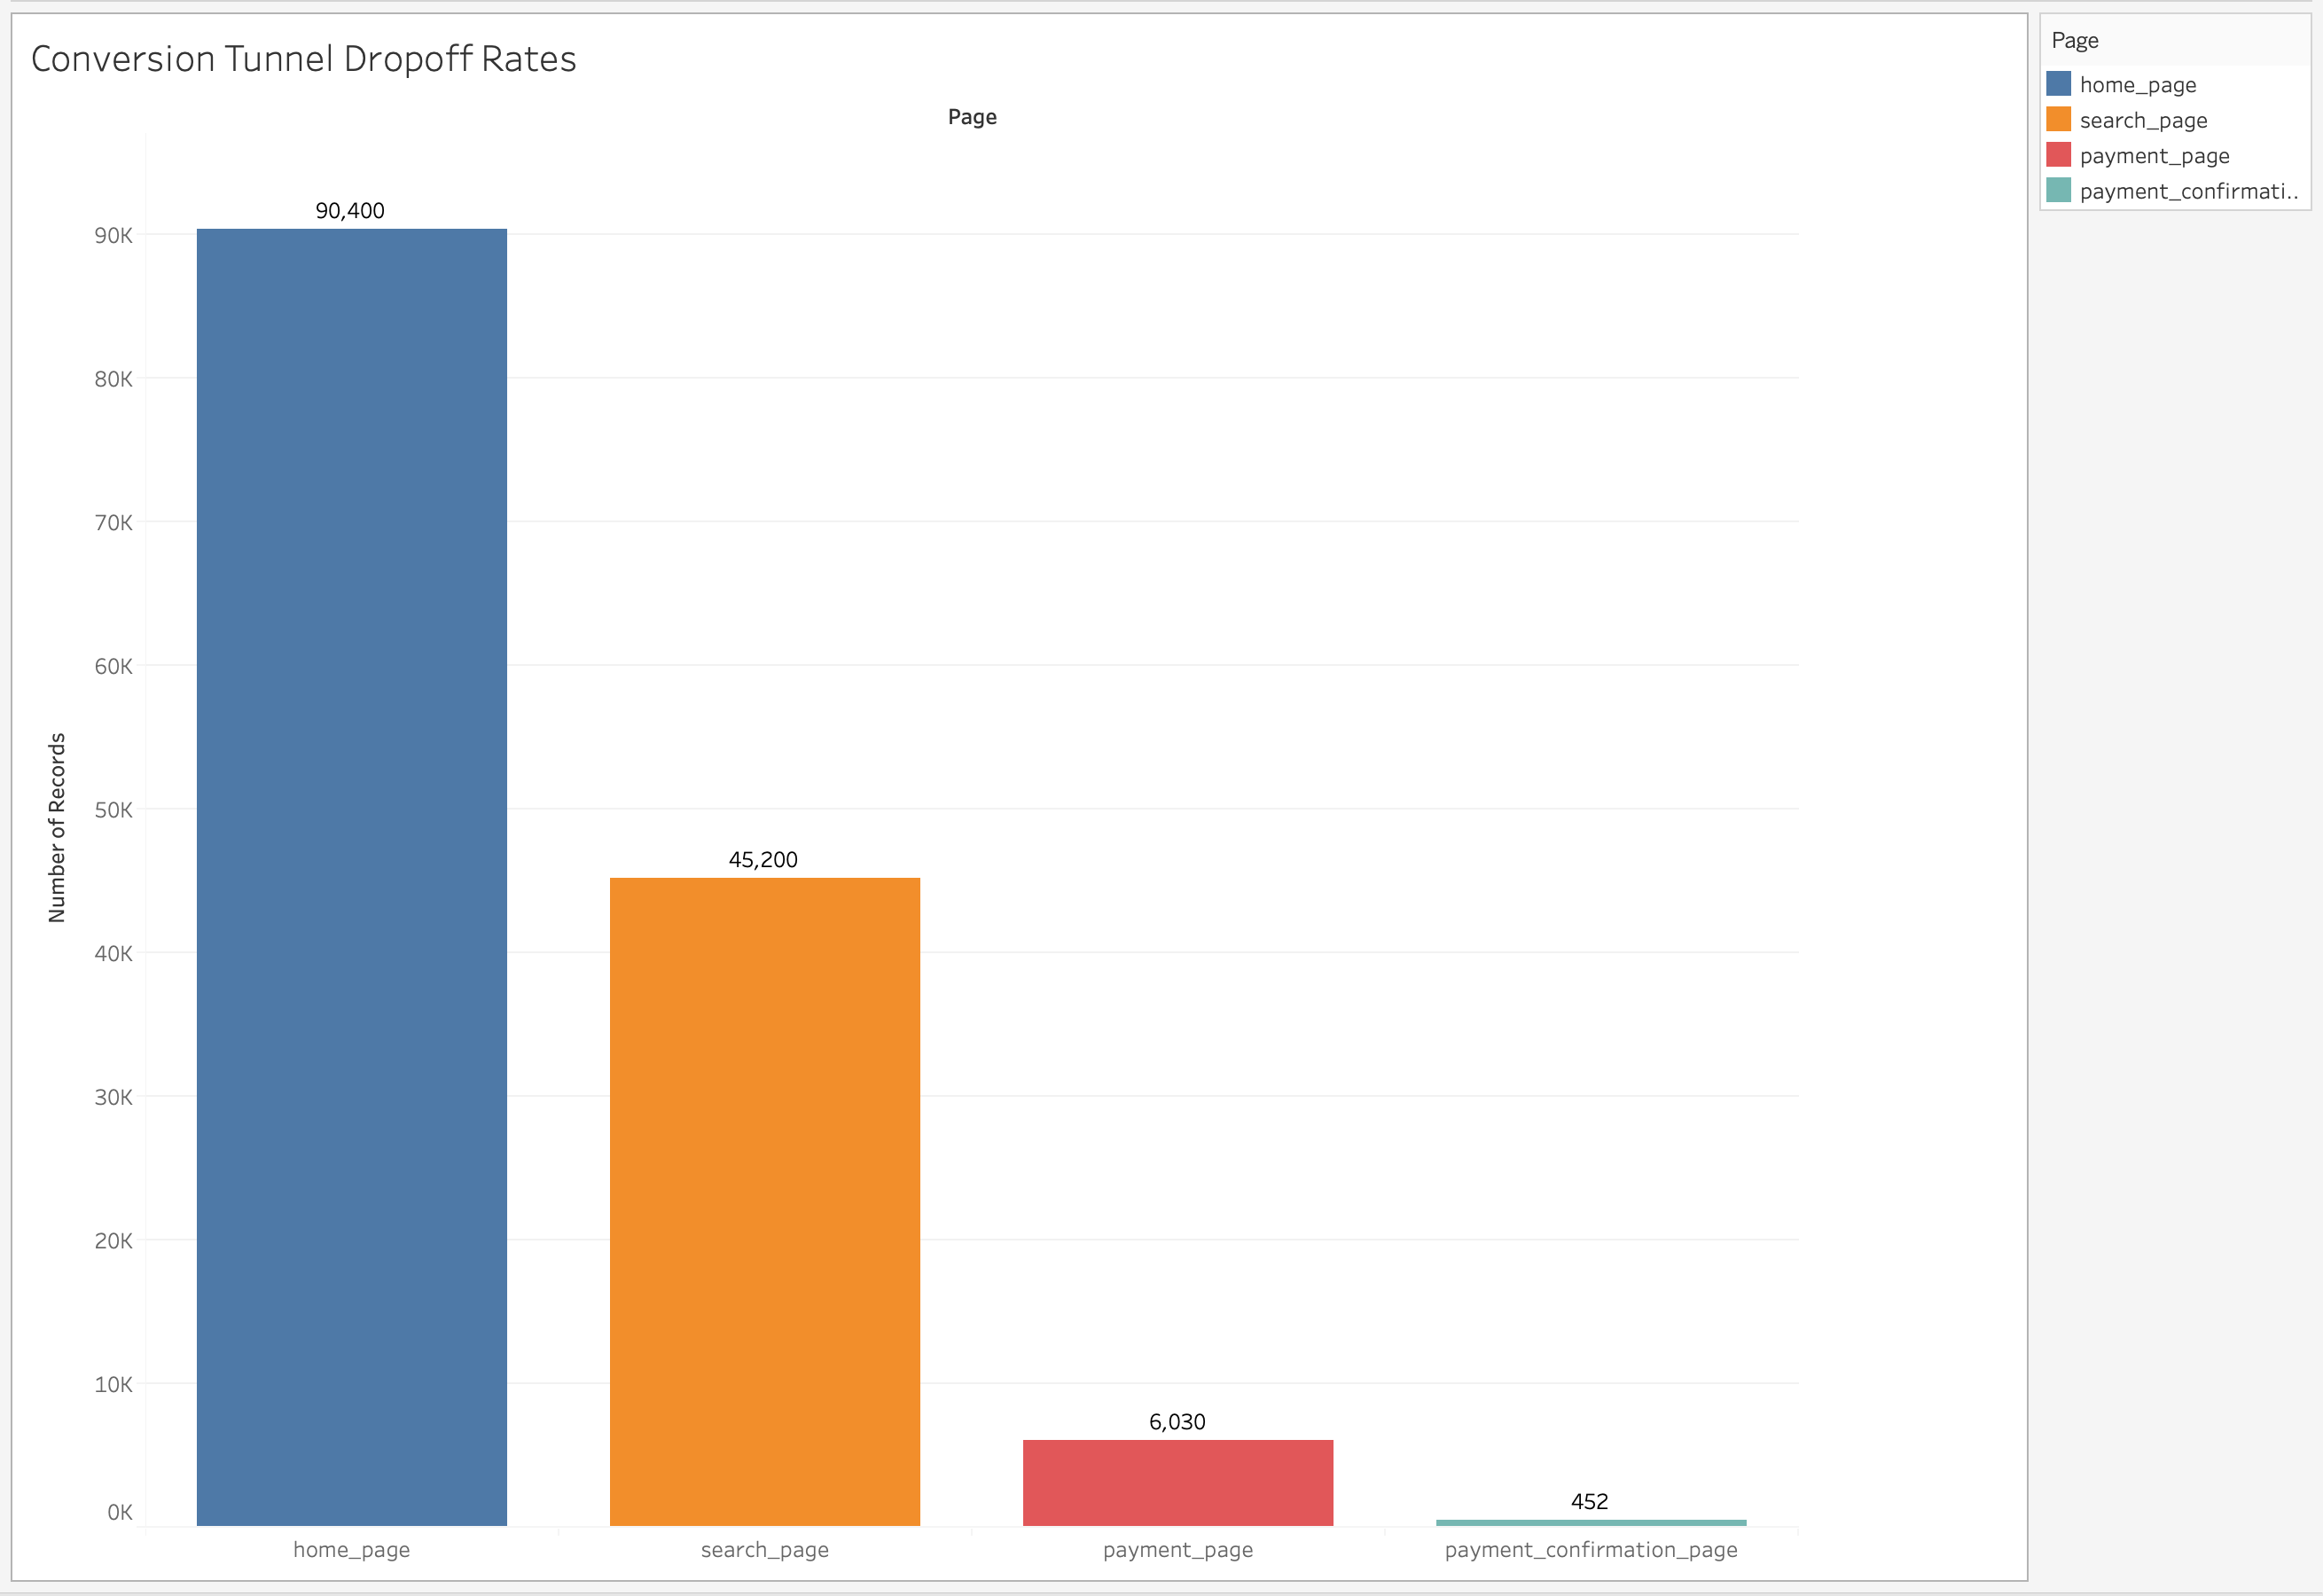 Conversion Tunnel Dropoff Rates
Page
Number of Records
90K
80K
70K
60K
50K
40K
30K
20K
10K
0K
90,400
45,200
6,030
452
home_page
search_page
payment_page
payment_confirmation_page
Page
home_page
search_page
payment_page
payment_confirmati..